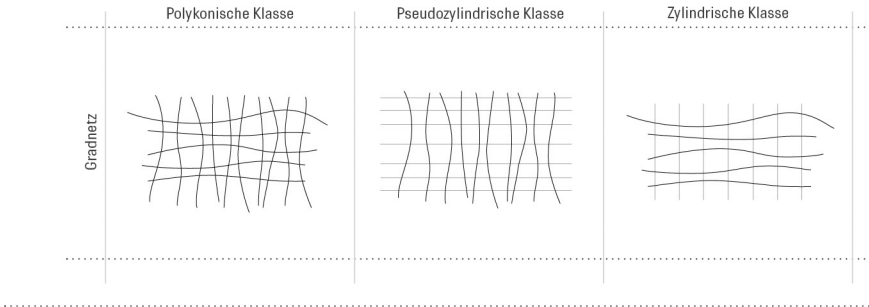 Polykonische Klasse
Pseudozylindrische Klasse
Zylindrische Klasse
Gradnetz